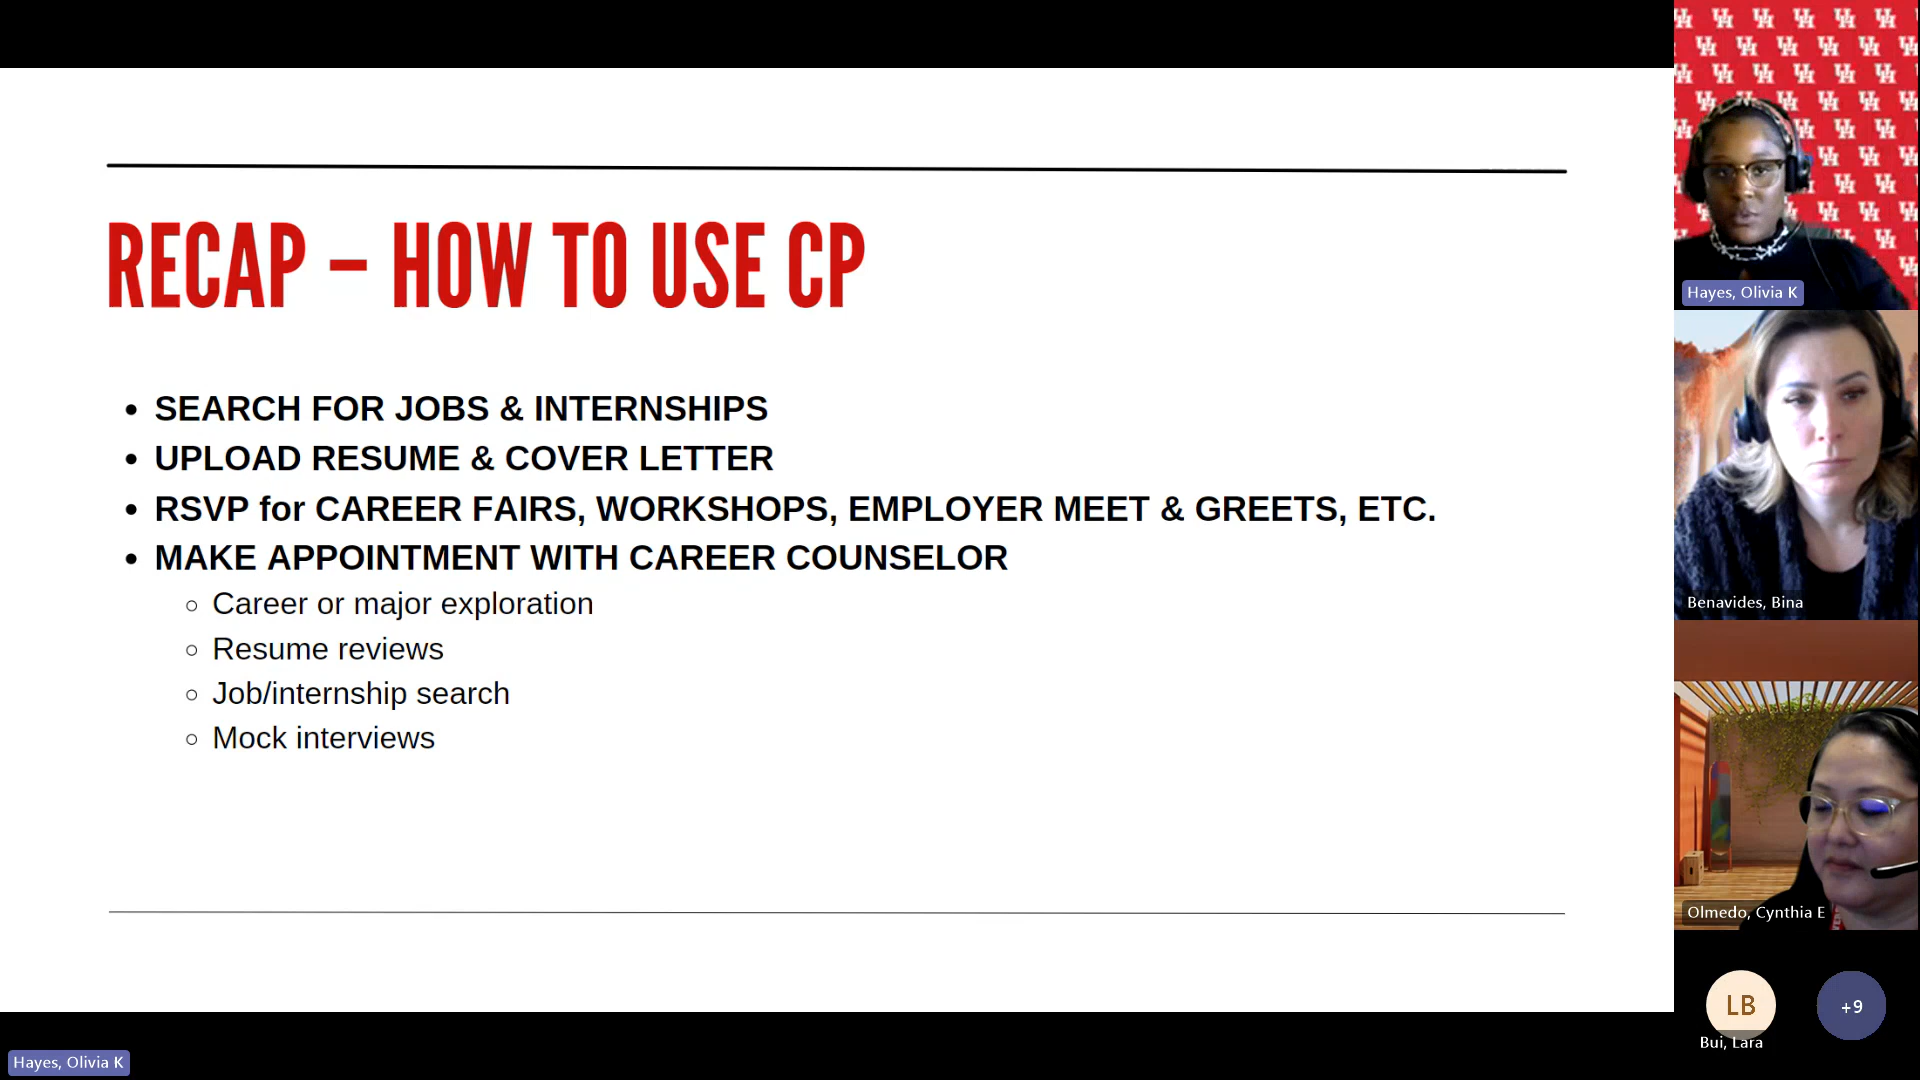 RECAP – HOW TO USE CP
• SEARCH FOR JOBS & INTERNSHIPS
• UPLOAD RESUME & COVER LETTER
• RSVP for CAREER FAIRS, WORKSHOPS, EMPLOYER MEET & GREETS, ETC.
• MAKE APPOINTMENT WITH CAREER COUNSELOR
○ Career or major exploration
○ Resume reviews
○ Job/internship search
○ Mock interviews
Hayes, Olivia K
Hayes, Olivia K
Benavides, Bina
Olmedo, Cynthia E
LB
Bui, Lara
+9